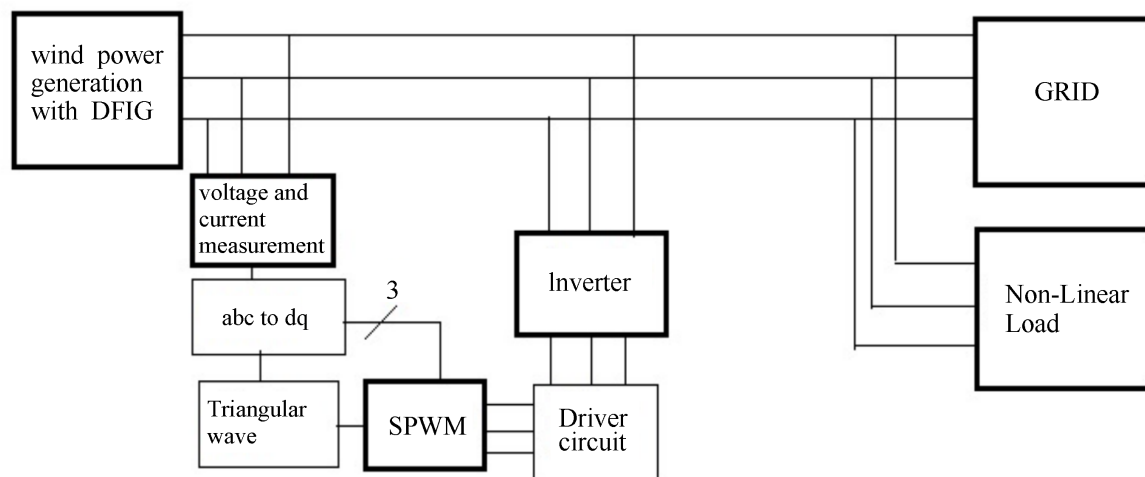 wind power
generation
with DFIG
GRID
voltage and
current
measurement
abc to dq
3
Inverter
Non-Linear
Load
Triangular
wave
SPWM
Driver
circuit